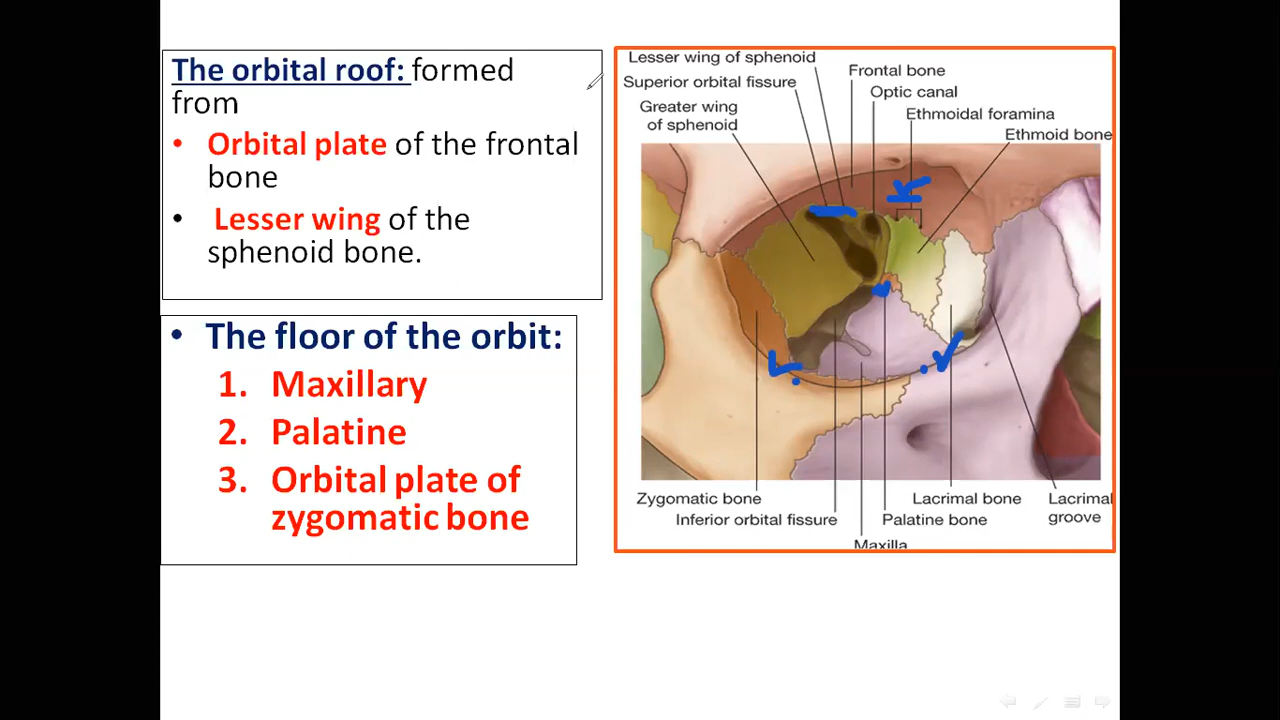 The orbital roof: formed
from
• Orbital plate of the frontal
bone
• Lesser wing of the
sphenoid bone.
• The floor of the orbit:
1. Maxillary
2. Palatine
3. Orbital plate of
zygomatic bone
Lesser wing of sphenoid
Superior orbital fissure
Greater wing
of sphenoid
Frontal bone
Optic canal
Ethmoidal foramina
Ethmoid bone
Zygomatic bone
Inferior orbital fissure
Maxilla
Palatine bone
Lacrimal bone
Lacrimal
groove